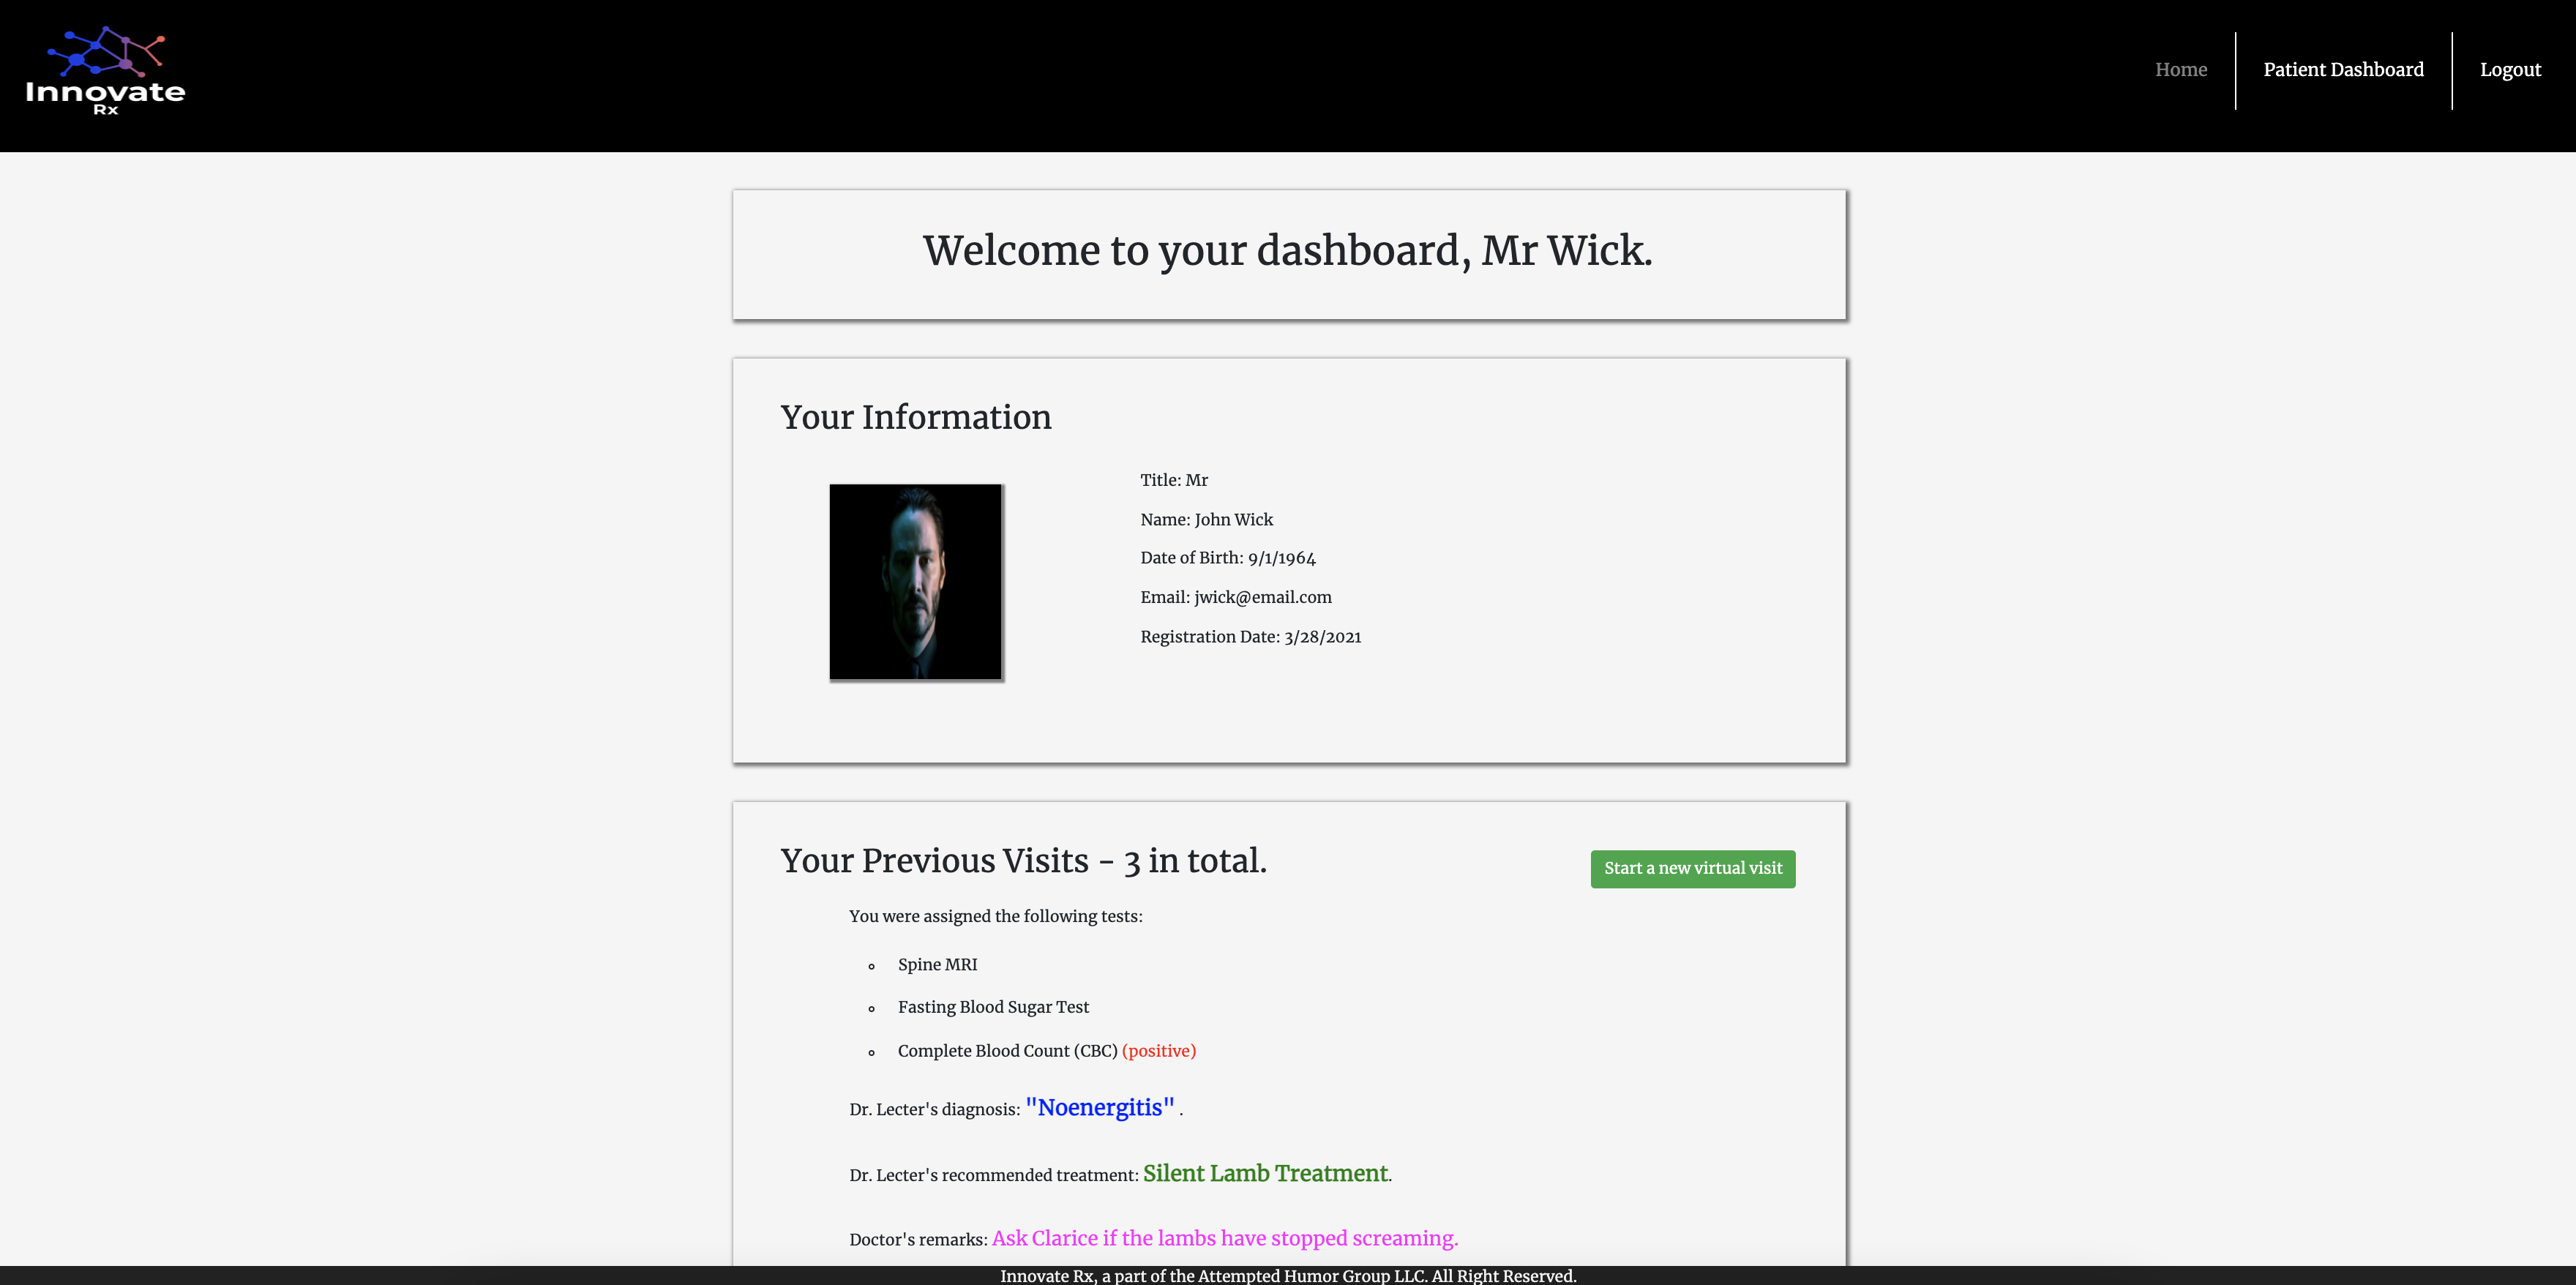 Innovate
Rx
Home
Patient Dashboard
Logout
Welcome to your dashboard, Mr Wick.
Your Information
Title: Mr
Name: John Wick
Date of Birth: 9/1/1964
Email: jwick@email.com
Registration Date: 3/28/2021
Your Previous Visits - 3 in total.
Start a new virtual visit
You were assigned the following tests:
Spine MRI
Fasting Blood Sugar Test
Complete Blood Count (CBC) (positive)
Dr. Lecter's diagnosis: "Noenergitis" .
Dr. Lecter's recommended treatment: Silent Lamb Treatment.
Doctor's remarks: Ask Clarice if the lambs have stopped screaming.
Innovate Rx, a part of the Attempted Humor Group LLC. All Right Reserved.